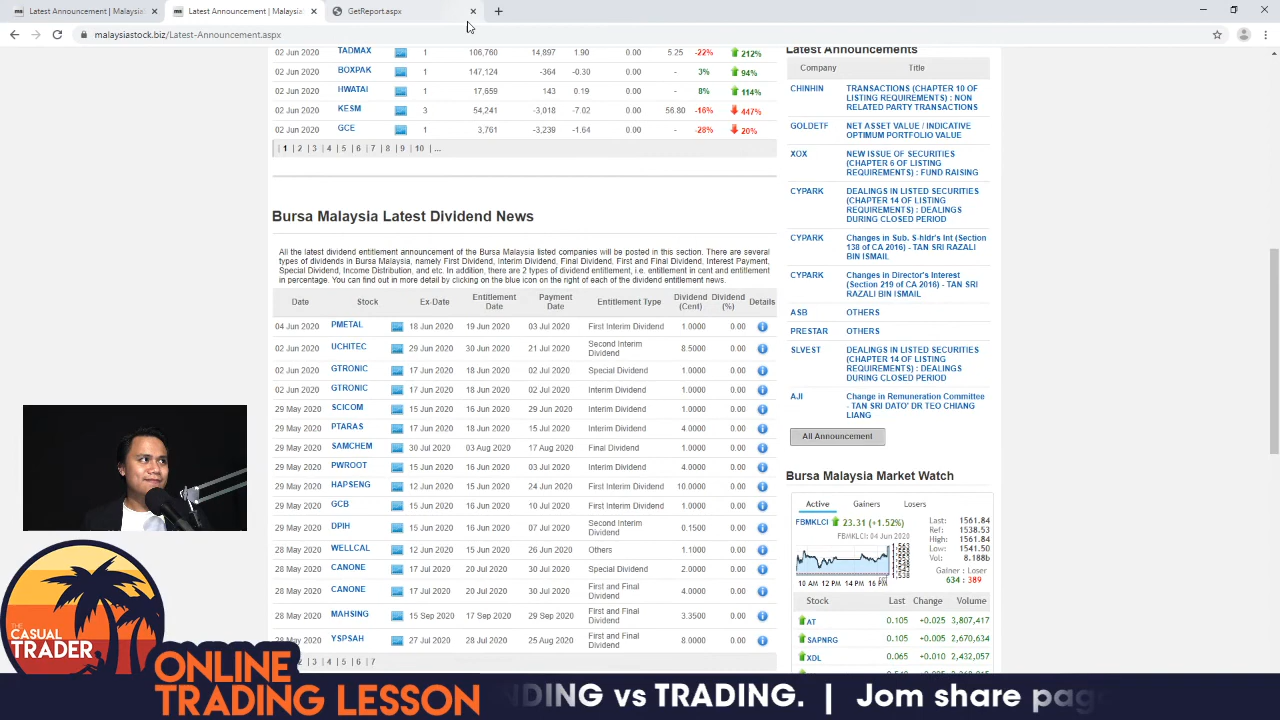 Latest Announcement | Malaysia
Latest Announcement | Malaysia
GetReport.aspx
malaysiastock.biz/Latest-Announcement.aspx
02 Jun 2020 TADMAX 1 106,760 14,897 1.90 0.00 5.25 -22% 212%
02 Jun 2020 BOXPAK 1 147,124 -364 -0.30 0.00 - 3% 94%
02 Jun 2020 HWATAI 1 17,659 143 0.19 0.00 - 8% 114%
02 Jun 2020 KESM 3 54,241 -3,018 -7.02 0.00 56.80 -16% 447%
02 Jun 2020 GCE 1 3,761 -3,239 -1.64 0.00 - -28% 20%
| 1 | 2 | 3 | 4 | 5 | 6 | 7 | 8 | 9 | 10 | ...
Bursa Malaysia Latest Dividend News
All the latest dividend entitlement announcement of the Bursa Malaysia listed companies will be posted in this section. There are several
types of dividends in Bursa Malaysia, namely First Dividend, Interim Dividend, Final Dividend, First and Final Dividend, Interest Payment,
Special Dividend, Income Distribution, and etc. In addition, there are 2 types of dividend entitlement, i.e. entitlement in cent and entitlement
in percentage. You can find out in more detail by clicking on the blue icon on the right of each of the dividend entitlement news.
Date Stock Ex-Date Entitlement Date Payment Date Entitlement Type Dividend (Cent) Dividend (%) Details
04 Jun 2020 PMETAL 18 Jun 2020 19 Jun 2020 03 Jul 2020 First Interim Dividend 1.0000 0.00
02 Jun 2020 UCHITEC 29 Jun 2020 30 Jun 2020 21 Jul 2020 Second Interim Dividend 8.5000 0.00
02 Jun 2020 GTRONIC 17 Jun 2020 18 Jun 2020 02 Jul 2020 Special Dividend 1.0000 0.00
02 Jun 2020 GTRONIC 17 Jun 2020 18 Jun 2020 02 Jul 2020 Interim Dividend 1.0000 0.00
29 May 2020 SCICOM 15 Jun 2020 16 Jun 2020 29 Jun 2020 Interim Dividend 1.0000 0.00
29 May 2020 PTARAS 17 Jun 2020 18 Jun 2020 15 Jul 2020 Interim Dividend 4.0000 0.00
29 May 2020 SAMCHEM 30 Jul 2020 03 Aug 2020 17 Aug 2020 Final Dividend 1.0000 0.00
29 May 2020 PWROOT 15 Jun 2020 16 Jun 2020 03 Jul 2020 Interim Dividend 4.0000 0.00
29 May 2020 HAPSENG 12 Jun 2020 15 Jun 2020 24 Jun 2020 Interim Dividend 10.0000 0.00
29 May 2020 GCB 15 Jun 2020 16 Jun 2020 10 Jul 2020 Interim Dividend 1.0000 0.00
29 May 2020 DPIH 15 Jun 2020 16 Jun 2020 07 Jul 2020 Second Interim Dividend 0.1500 0.00
28 May 2020 WELLCAL 12 Jun 2020 15 Jun 2020 26 Jun 2020 Others 1.1000 0.00
28 May 2020 CANONE 17 Jul 2020 20 Jul 2020 30 Jul 2020 Special Dividend 2.0000 0.00
28 May 2020 CANONE 17 Jul 2020 20 Jul 2020 30 Jul 2020 First and Final Dividend 4.0000 0.00
28 May 2020 MAHSING 15 Sep 2020 17 Sep 2020 29 Sep 2020 First and Final Dividend 3.3500 0.00
28 May 2020 YSPSAH 27 Jul 2020 28 Jul 2020 25 Aug 2020 First and Final Dividend 8.0000 0.00
| 3 | 4 | 5 | 6 | 7
Latest Announcements
Company Title
CHINHIN TRANSACTIONS (CHAPTER 10 OF
LISTING REQUIREMENTS) : NON
RELATED PARTY TRANSACTIONS
GOLDETF NET ASSET VALUE / INDICATIVE
OPTIMUM PORTFOLIO VALUE
XOX NEW ISSUE OF SECURITIES
(CHAPTER 6 OF LISTING
REQUIREMENTS) : FUND RAISING
CYPARK DEALINGS IN LISTED SECURITIES
(CHAPTER 14 OF LISTING
REQUIREMENTS) : DEALINGS
DURING CLOSED PERIOD
CYPARK Changes in Sub. S-hldr's Int (Section
138 of CA 2016) - TAN SRI RAZALI
BIN ISMAIL
CYPARK Changes in Director's Interest
(Section 219 of CA 2016) - TAN SRI
RAZALI BIN ISMAIL
ASB OTHERS
PRESTAR OTHERS
SLVEST DEALINGS IN LISTED SECURITIES
(CHAPTER 14 OF LISTING
REQUIREMENTS) : DEALINGS
DURING CLOSED PERIOD
AJI Change in Remuneration Committee
- TAN SRI DATO' DR TEO CHIANG
LIANG
All Announcement
Bursa Malaysia Market Watch
Active Gainers Losers
FBMKLCI 23.31 (+1.52%)
FBMKLCI: 04 Jun 2020
10 AM 12 PM 14 PM 16 PM
Last: 1561.84
Ref: 1538.53
High: 1561.84
Low: 1541.50
Vol: 8.188b
Gainer : Loser
634 : 389
Stock Last Change Volume
AT 0.105 +0.025 3,807,417
SAPNRG 0.105 +0.005 2,670,634
XDL 0.065 +0.010 2,432,057
THE
CASUAL
TRADER
ONLINE
TRADING LESSON
NDING vs TRADING. | Jom share pag